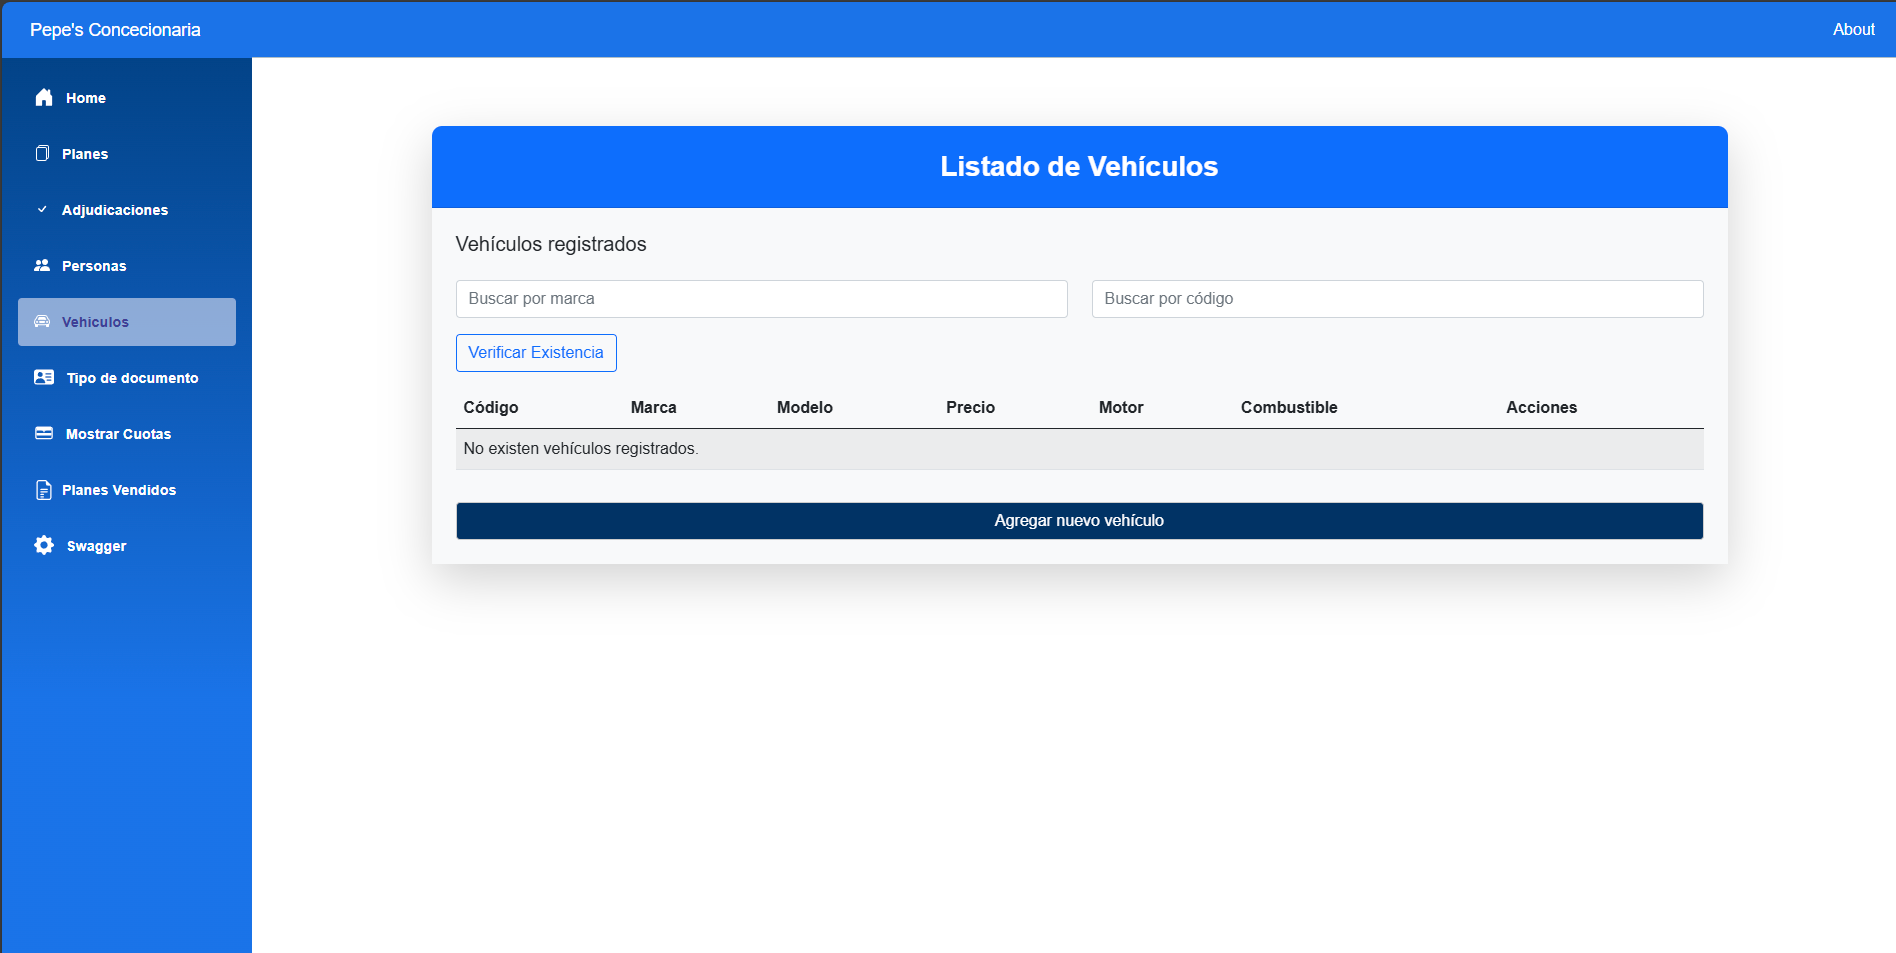 Pepe's Concecionaria
About
Home
Planes
Adjudicaciones
Personas
Vehiculos
Tipo de documento
Mostrar Cuotas
Planes Vendidos
Swagger
Listado de Vehículos
Vehículos registrados
Buscar por marca
Buscar por código
Verificar Existencia
Código Marca Modelo Precio Motor Combustible Acciones
No existen vehículos registrados.
Agregar nuevo vehículo